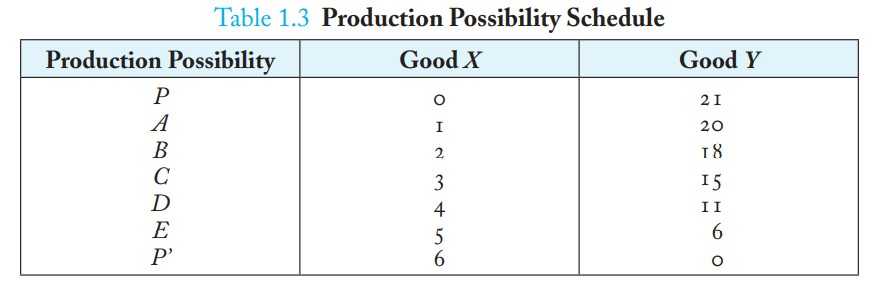 Table 1.3 Production Possibility Schedule
Production Possibility Good X Good Y
P 0 21
A 1 20
B 2 18
C 3 15
D 4 11
E 5 6
P' 6 0